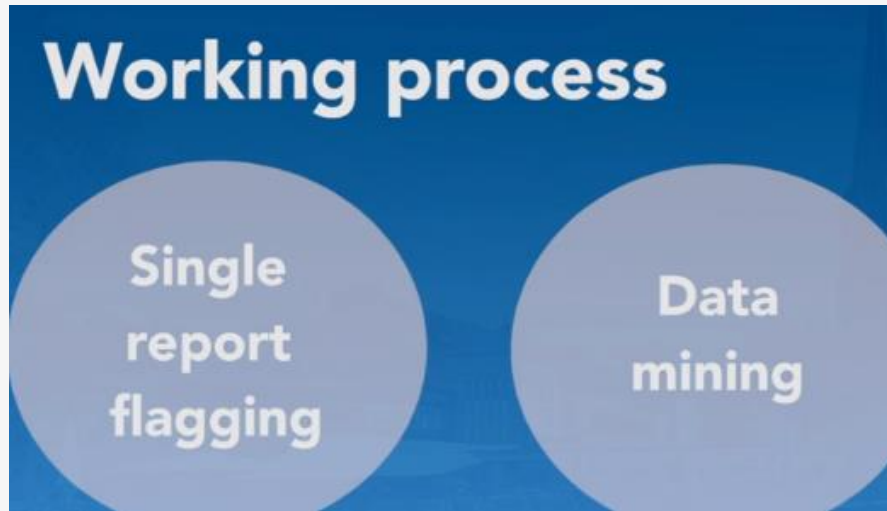 Working process
Single
report
flagging
Data
mining